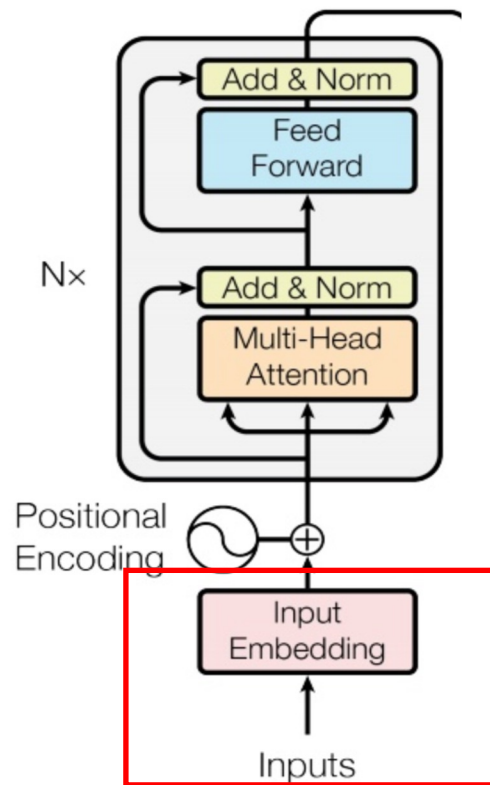 Add & Norm
Feed
Forward
N×
Add & Norm
Multi-Head
Attention
Positional
Encoding
Input
Embedding
Inputs